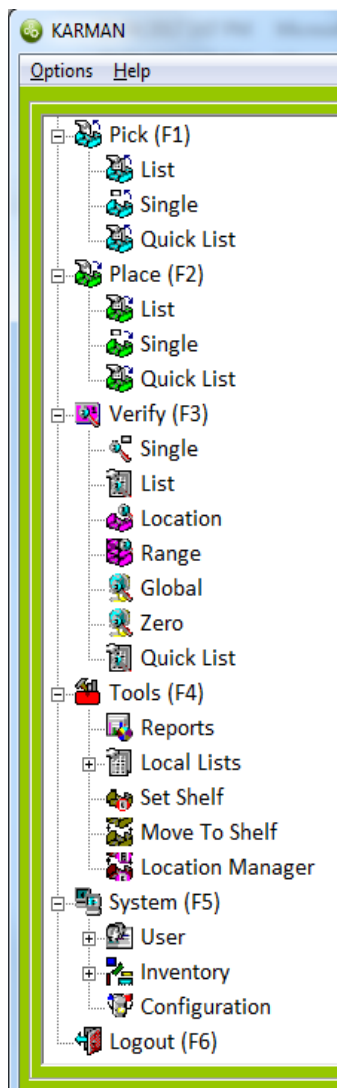 KARMAN
Options Help
Pick (F1)
List
Single
Quick List
Place (F2)
List
Single
Quick List
Verify (F3)
Single
List
Location
Range
Global
Zero
Quick List
Tools (F4)
Reports
Local Lists
Set Shelf
Move To Shelf
Location Manager
System (F5)
User
Inventory
Configuration
Logout (F6)